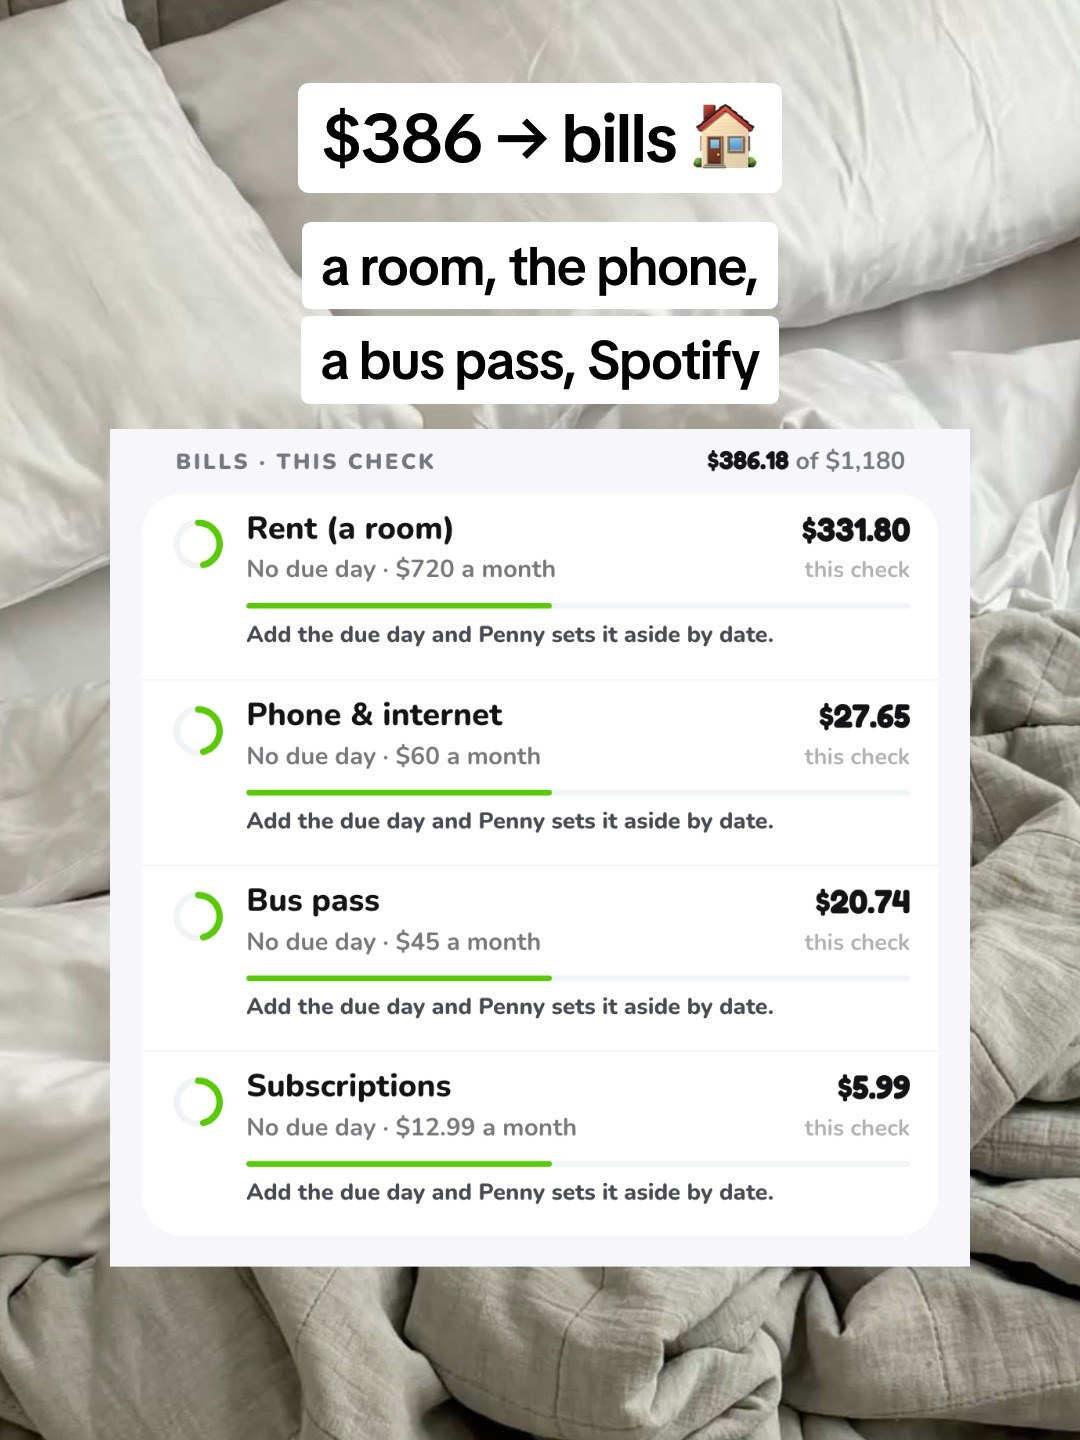 $386 → bills 🏠
a room, the phone,
a bus pass, Spotify
BILLS · THIS CHECK
$386.18 of $1,180
Rent (a room)
$331.80
No due day · $720 a month
this check
Add the due day and Penny sets it aside by date.
Phone & internet
$27.65
No due day · $60 a month
this check
Add the due day and Penny sets it aside by date.
Bus pass
$20.74
No due day · $45 a month
this check
Add the due day and Penny sets it aside by date.
Subscriptions
$5.99
No due day · $12.99 a month
this check
Add the due day and Penny sets it aside by date.